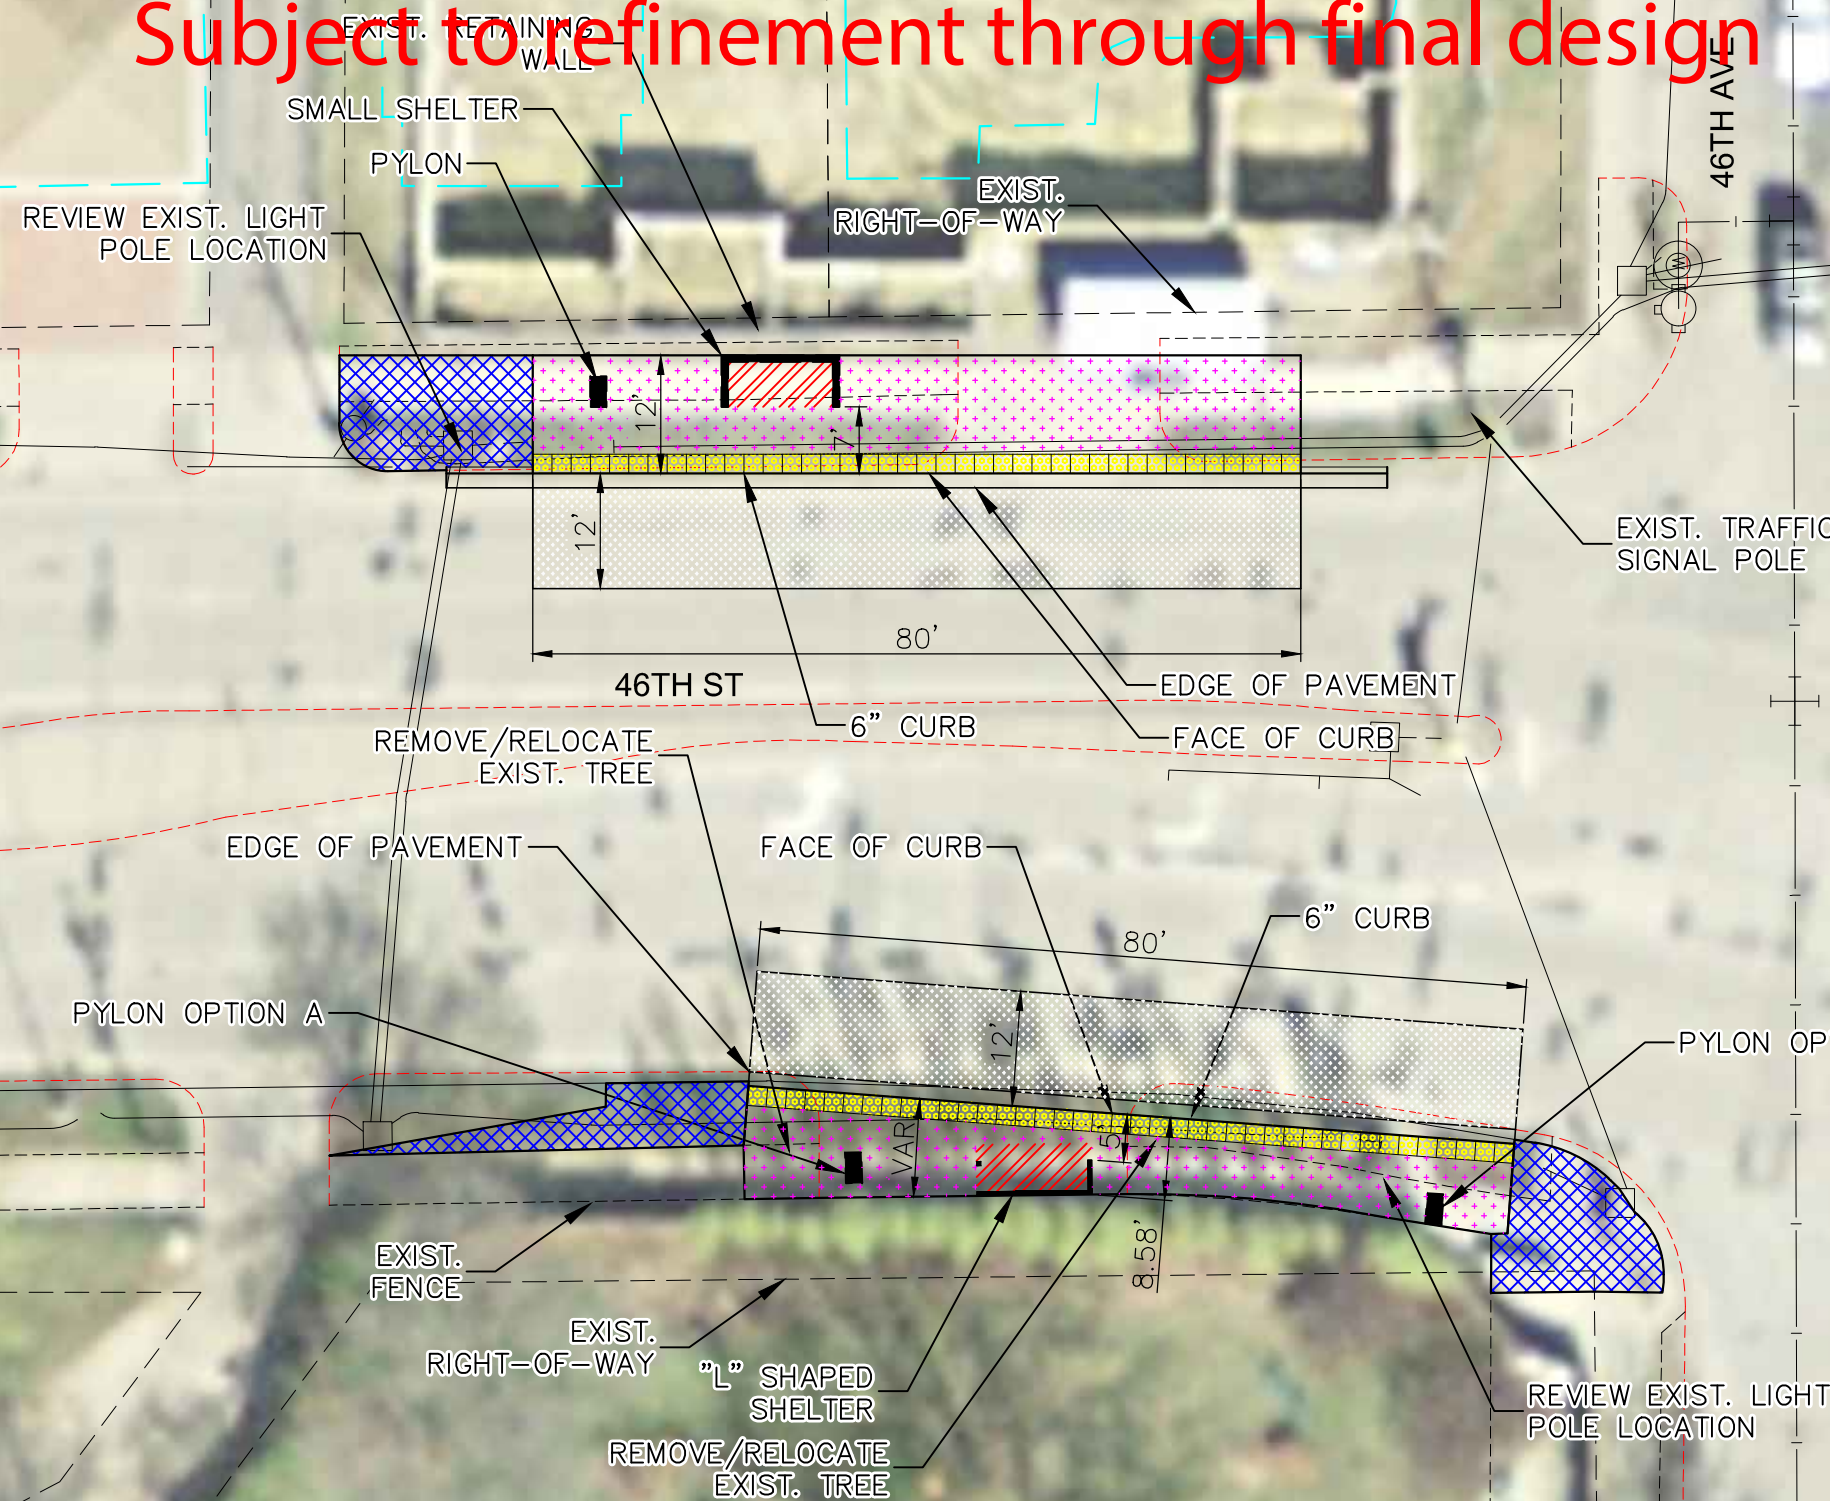 Subject to refinement through final design
EXIST. RETAINING
WALL
46TH AVE
SMALL SHELTER
PYLON
EXIST.
RIGHT-OF-WAY
REVIEW EXIST. LIGHT
POLE LOCATION
12'
7'
12'
EXIST. TRAFFIC
SIGNAL POLE
80'
46TH ST
EDGE OF PAVEMENT
6" CURB
FACE OF CURB
REMOVE/RELOCATE
EXIST. TREE
EDGE OF PAVEMENT
FACE OF CURB
6" CURB
80'
PYLON OPTION A
12'
PYLON OP
VAR
5'
8.58'
EXIST.
FENCE
EXIST.
RIGHT-OF-WAY
"L" SHAPED
SHELTER
REVIEW EXIST. LIGHT
POLE LOCATION
REMOVE/RELOCATE
EXIST. TREE